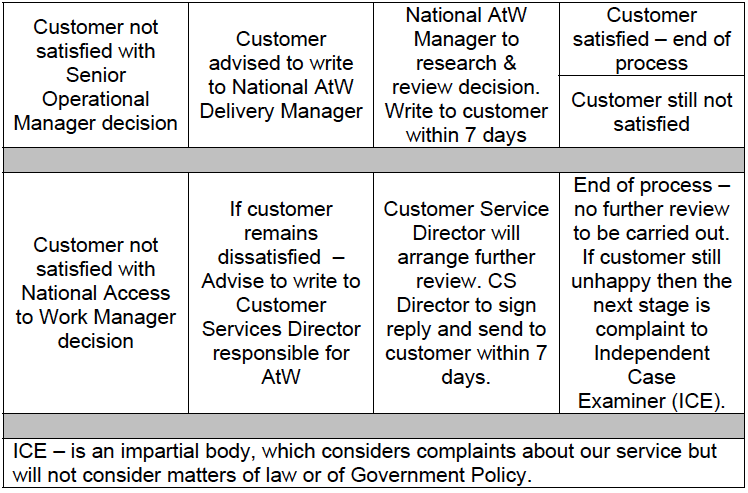 Customer not
satisfied with
Senior
Operational
Manager decision
Customer
advised to write
to National AtW
Delivery Manager
National AtW
Manager to
research &
review decision.
Write to customer
within 7 days
Customer
satisfied – end of
process
Customer still not
satisfied
Customer not
satisfied with
National Access
to Work Manager
decision
If customer
remains
dissatisfied –
Advise to write to
Customer
Services Director
responsible for
AtW
Customer Service
Director will
arrange further
review. CS
Director to sign
reply and send to
customer within 7
days.
End of process –
no further review
to be carried out.
If customer still
unhappy then the
next stage is
complaint to
Independent
Case
Examiner (ICE).
ICE – is an impartial body, which considers complaints about our service but
will not consider matters of law or of Government Policy.